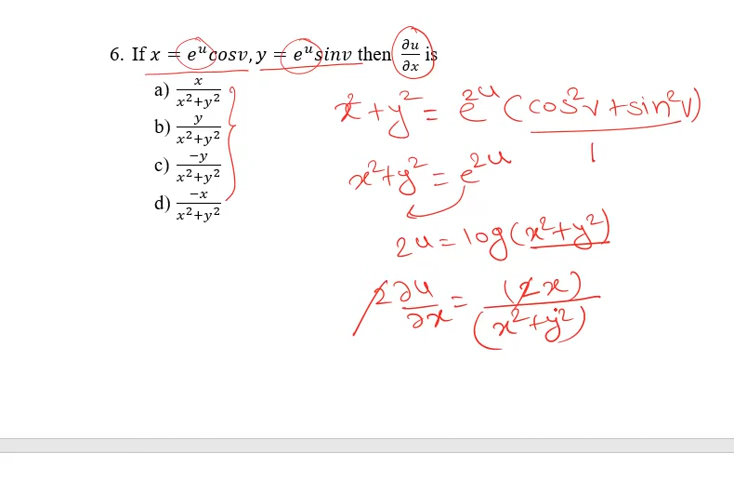 6. If x = e^u cosv, y = e^u sinv then ∂u/∂x is
a) x/(x²+y²)
b) y/(x²+y²)
c) -y/(x²+y²)
d) -x/(x²+y²)
x²+y² = e^2u (cos²v+sin²v)
1
x²+y² = e^2u
2u = log(x²+y²)
2 ∂u/∂x = (2x)/(x²+y²)